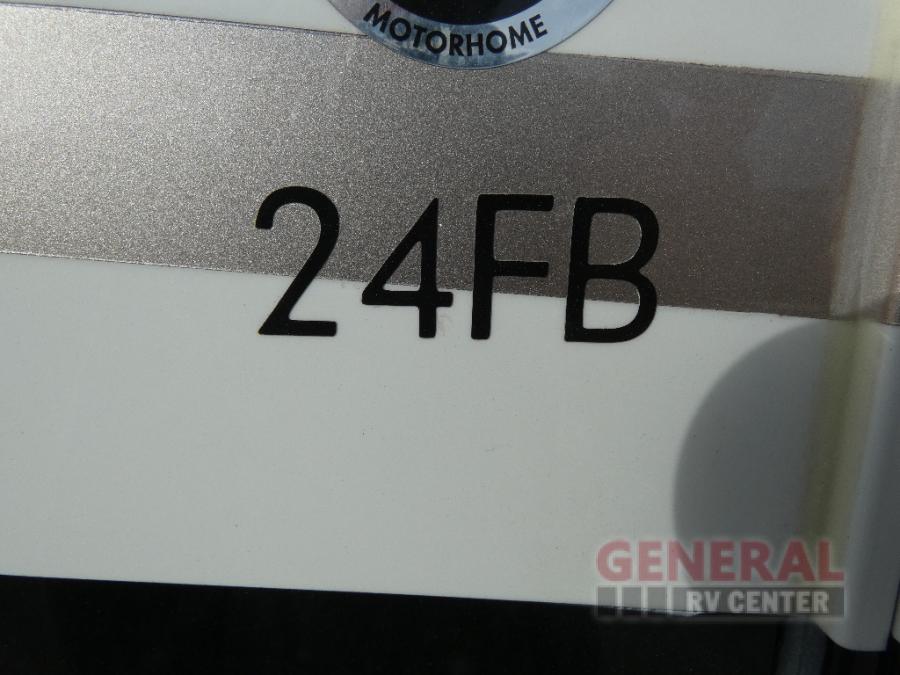 MOTORHOME
24FB
GENERAL
RV CENTER